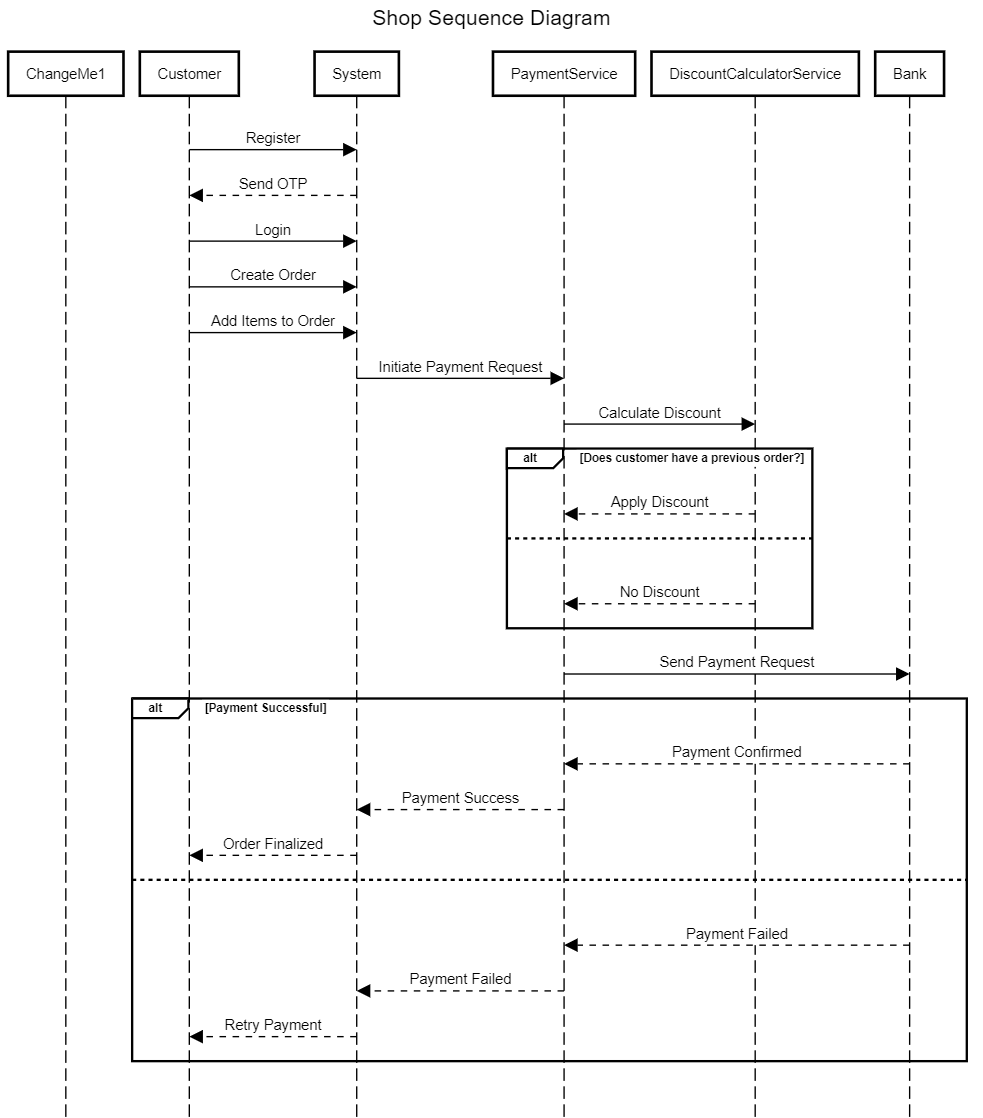 Shop Sequence Diagram
ChangeMe1
Customer
System
PaymentService
DiscountCalculatorService
Bank
Register
Send OTP
Login
Create Order
Add Items to Order
Initiate Payment Request
Calculate Discount
alt
[Does customer have a previous order?]
Apply Discount
No Discount
Send Payment Request
alt
[Payment Successful]
Payment Confirmed
Payment Success
Order Finalized
Payment Failed
Payment Failed
Retry Payment